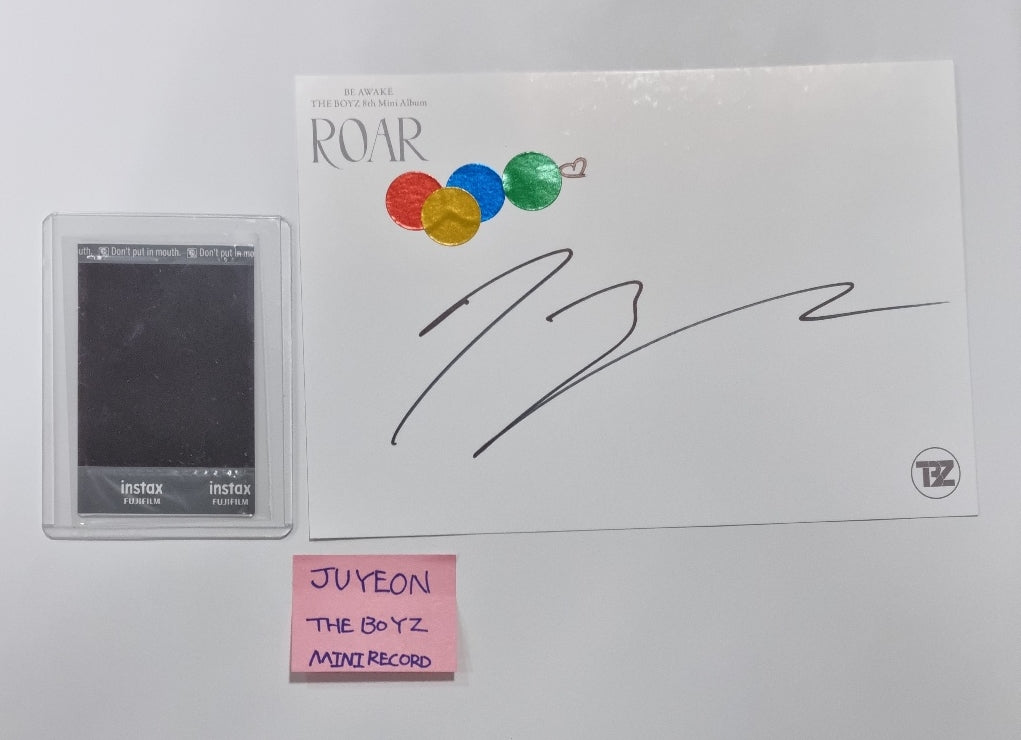 BE AWAKE
THE BOYZ 8th Mini Album
ROAR
uth. Don't put in mouth. Don't put in mo
instax instax
FUJIFILM FUJIFILM
TBZ
JUYEON
THE BOYZ
MINI RECORD